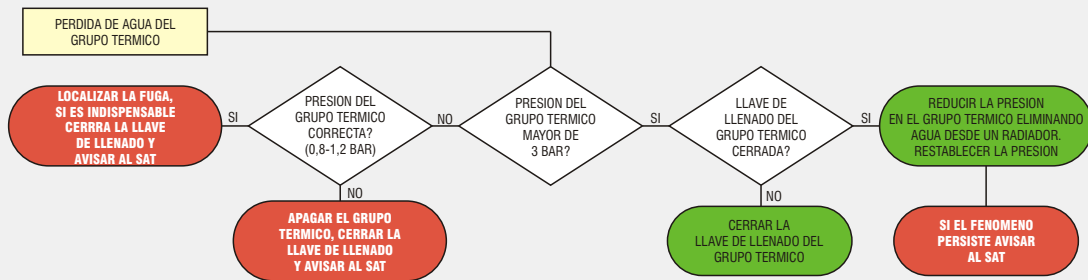 PERDIDA DE AGUA DEL
GRUPO TERMICO
LOCALIZAR LA FUGA,
SI ES INDISPENSABLE
CERRRA LA LLAVE
DE LLENADO Y
AVISAR AL SAT
SI
PRESION DEL
GRUPO TERMICO
CORRECTA?
(0,8-1,2 BAR)
NO
PRESION DEL
GRUPO TERMICO
MAYOR DE
3 BAR?
SI
LLAVE DE
LLENADO DEL
GRUPO TERMICO
CERRADA?
SI
REDUCIR LA PRESION
EN EL GRUPO TERMICO ELIMINANDO
AGUA DESDE UN RADIADOR.
RESTABLECER LA PRESION
NO
APAGAR EL GRUPO
TERMICO, CERRAR LA
LLAVE DE LLENADO
Y AVISAR AL SAT
NO
CERRAR LA
LLAVE DE LLENADO DEL
GRUPO TERMICO
SI EL FENOMENO
PERSISTE AVISAR
AL SAT